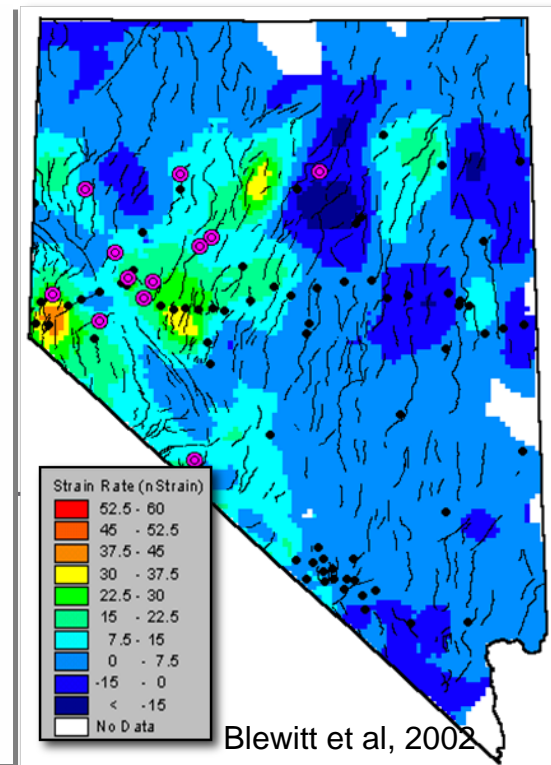 Strain Rate (nStrain)
52.5 - 60
45 - 52.5
37.5 - 45
30 - 37.5
22.5 - 30
15 - 22.5
7.5 - 15
0 - 7.5
-15 - 0
< -15
No Data
Blewitt et al, 2002